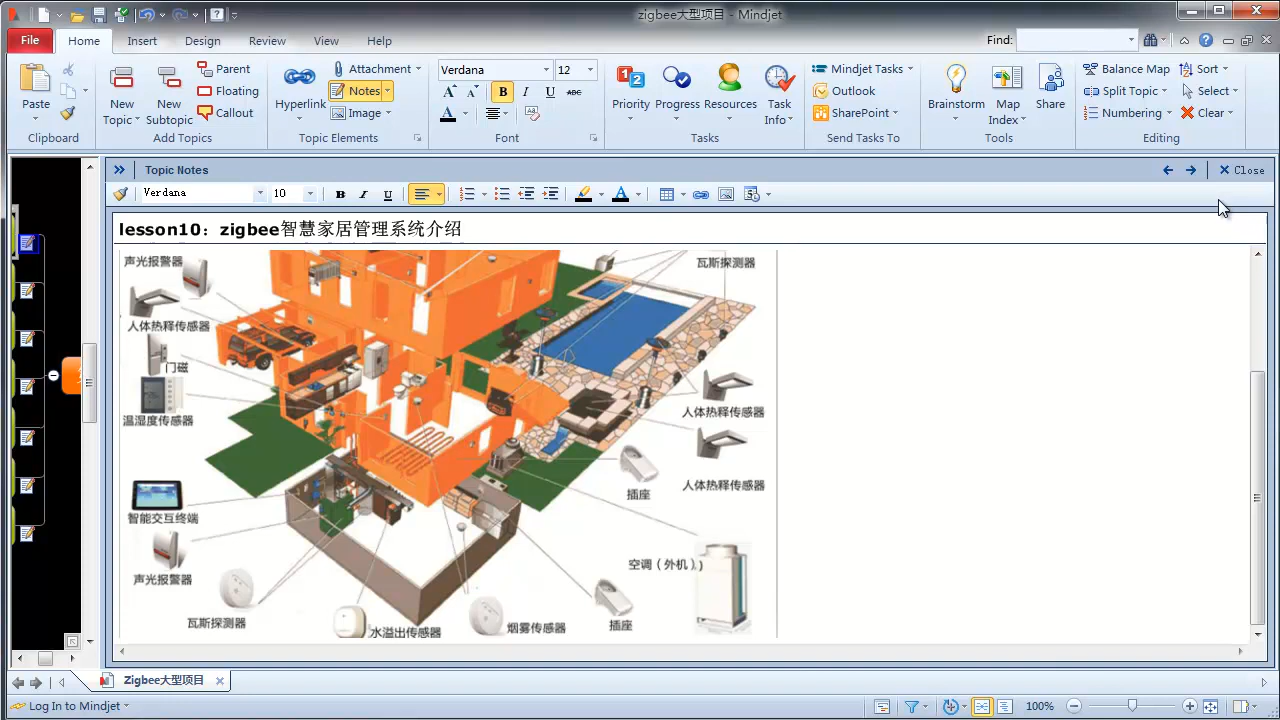 zigbee大型项目 - Mindjet
File Home Insert Design Review View Help Find:
Paste
Clipboard
New Topic
New Subtopic
Parent
Floating
Callout
Add Topics
Hyperlink
Attachment
Notes
Image
Topic Elements
Verdana 12
B I U ABC
A
Font
Priority
Progress
Resources
Task Info
Tasks
Mindjet Tasks
Outlook
SharePoint
Send Tasks To
Brainstorm
Map Index
Share
Tools
Balance Map
Split Topic
Numbering
Sort
Select
Clear
Editing
Topic Notes
Close
Verdana 10 B I U
lesson10：zigbee智慧家居管理系统介绍
声光报警器
瓦斯探测器
人体热释传感器
门磁
温湿度传感器
人体热释传感器
人体热释传感器
插座
智能交互终端
空调（外机）
声光报警器
瓦斯探测器
水溢出传感器
烟雾传感器
插座
Zigbee大型项目
Log In to Mindjet
100%